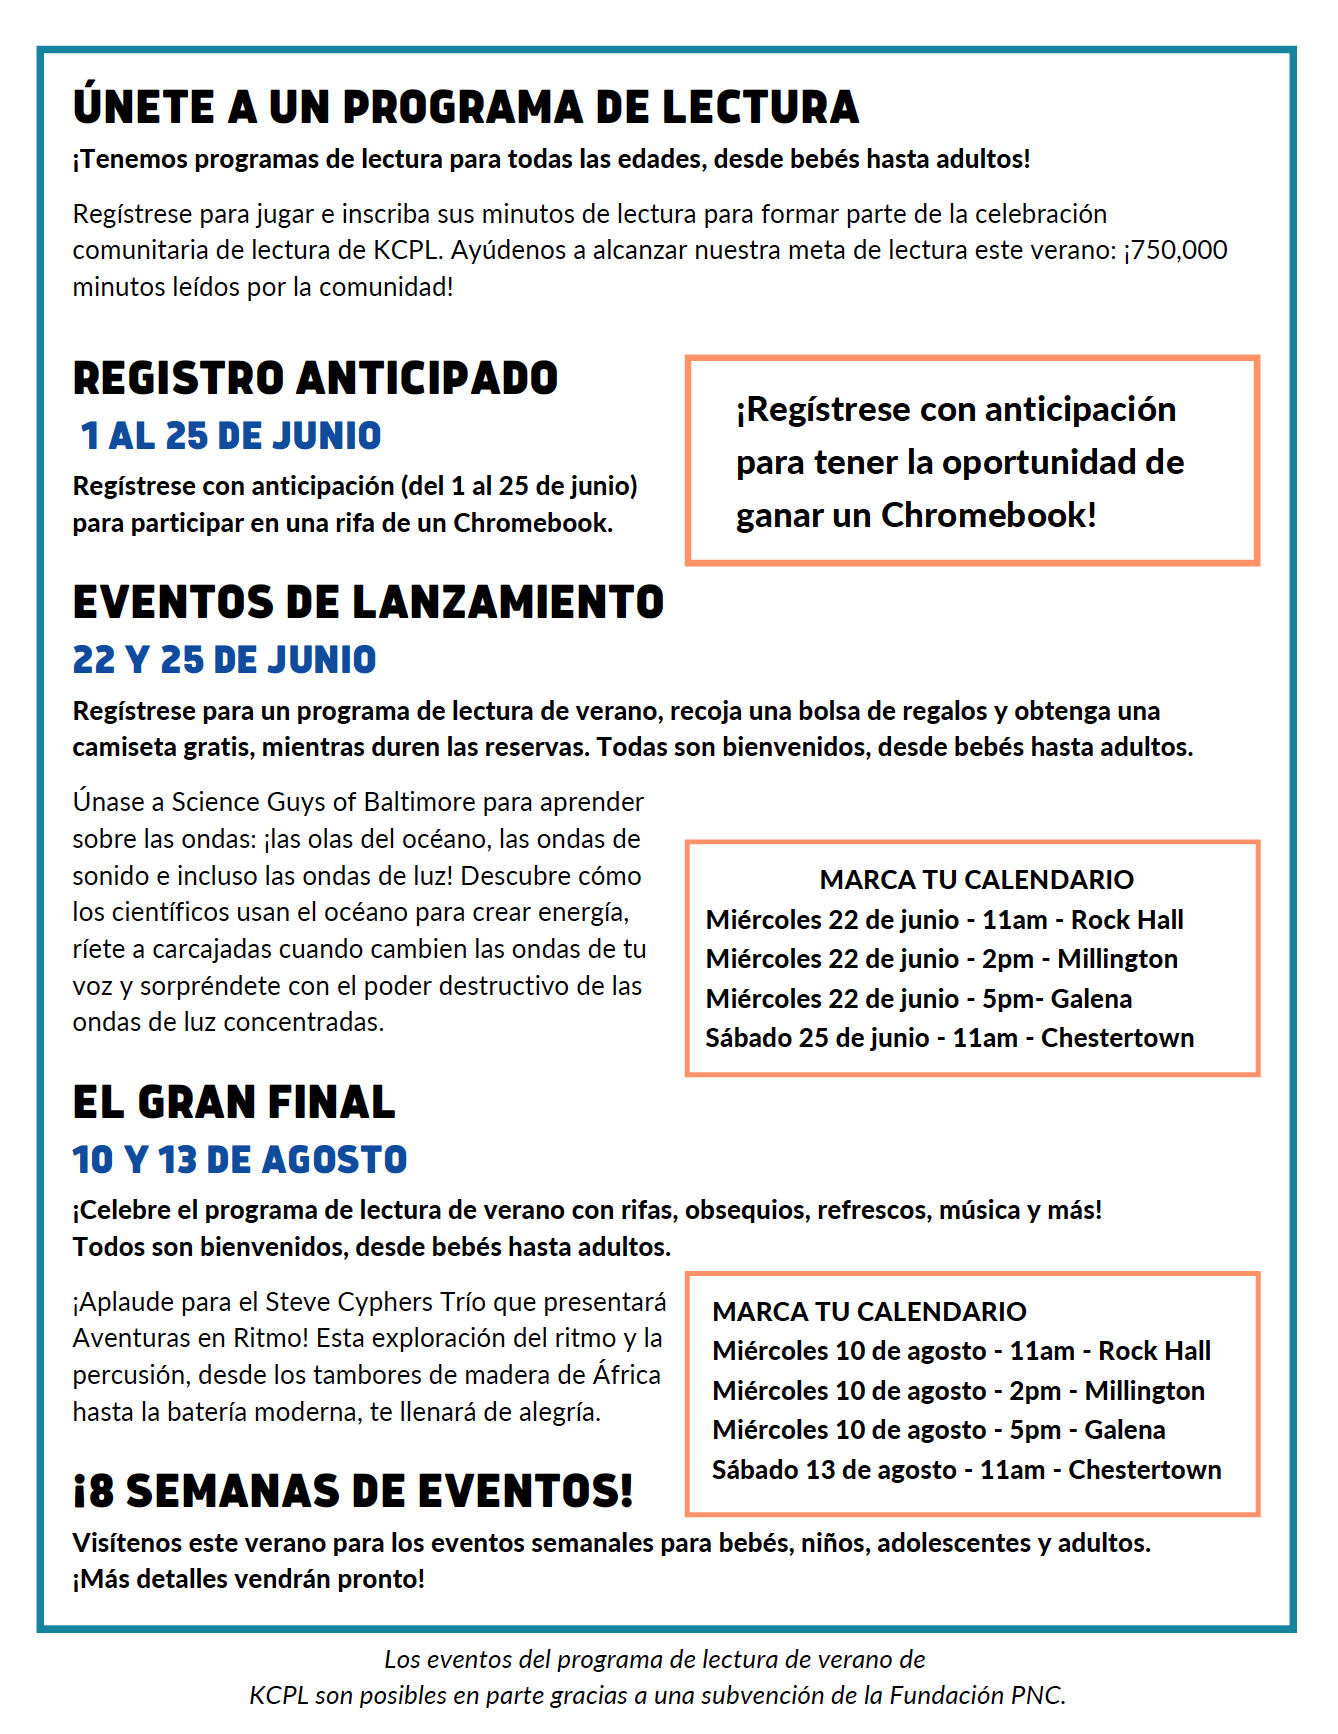 ÚNETE A UN PROGRAMA DE LECTURA
¡Tenemos programas de lectura para todas las edades, desde bebés hasta adultos!
Regístrese para jugar e inscriba sus minutos de lectura para formar parte de la celebración
comunitaria de lectura de KCPL. Ayúdenos a alcanzar nuestra meta de lectura este verano: ¡750,000
minutos leídos por la comunidad!
REGISTRO ANTICIPADO
1 AL 25 DE JUNIO
Regístrese con anticipación (del 1 al 25 de junio)
para participar en una rifa de un Chromebook.
¡Regístrese con anticipación
para tener la oportunidad de
ganar un Chromebook!
EVENTOS DE LANZAMIENTO
22 Y 25 DE JUNIO
Regístrese para un programa de lectura de verano, recoja una bolsa de regalos y obtenga una
camiseta gratis, mientras duren las reservas. Todas son bienvenidos, desde bebés hasta adultos.
Únase a Science Guys of Baltimore para aprender
sobre las ondas: ¡las olas del océano, las ondas de
sonido e incluso las ondas de luz! Descubre cómo
los científicos usan el océano para crear energía,
ríete a carcajadas cuando cambien las ondas de tu
voz y sorpréndete con el poder destructivo de las
ondas de luz concentradas.
MARCA TU CALENDARIO
Miércoles 22 de junio - 11am - Rock Hall
Miércoles 22 de junio - 2pm - Millington
Miércoles 22 de junio - 5pm- Galena
Sábado 25 de junio - 11am - Chestertown
EL GRAN FINAL
10 Y 13 DE AGOSTO
¡Celebre el programa de lectura de verano con rifas, obsequios, refrescos, música y más!
Todos son bienvenidos, desde bebés hasta adultos.
¡Aplaude para el Steve Cyphers Trío que presentará
Aventuras en Ritmo! Esta exploración del ritmo y la
percusión, desde los tambores de madera de África
hasta la batería moderna, te llenará de alegría.
MARCA TU CALENDARIO
Miércoles 10 de agosto - 11am - Rock Hall
Miércoles 10 de agosto - 2pm - Millington
Miércoles 10 de agosto - 5pm - Galena
Sábado 13 de agosto - 11am - Chestertown
¡8 SEMANAS DE EVENTOS!
Visítenos este verano para los eventos semanales para bebés, niños, adolescentes y adultos.
¡Más detalles vendrán pronto!
Los eventos del programa de lectura de verano de
KCPL son posibles en parte gracias a una subvención de la Fundación PNC.